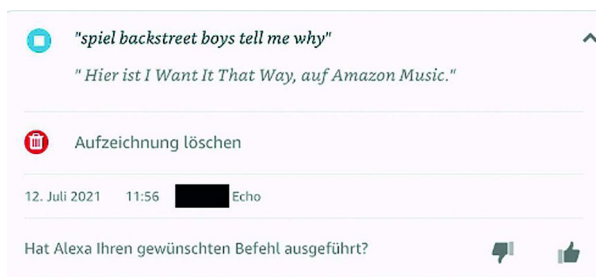 "spiel backstreet boys tell me why"
" Hier ist I Want It That Way, auf Amazon Music."
Aufzeichnung löschen
12. Juli 2021 11:56 Echo
Hat Alexa Ihren gewünschten Befehl ausgeführt?